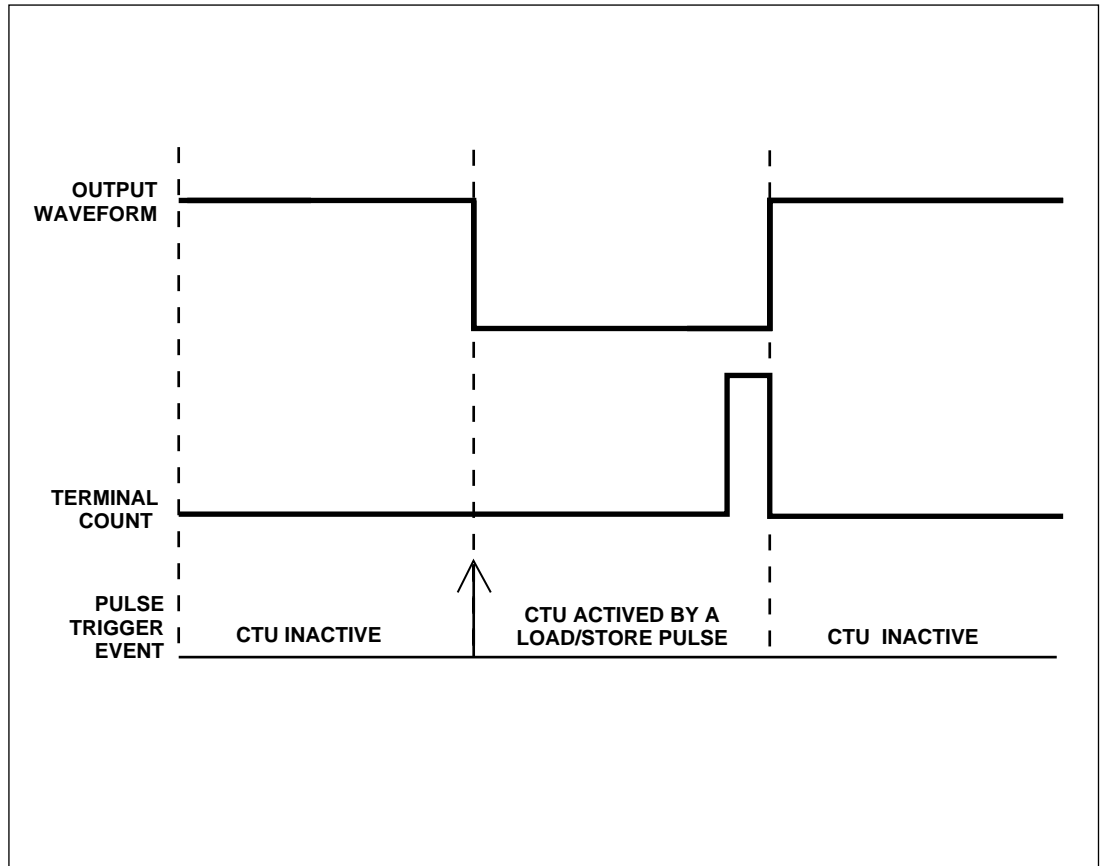 OUTPUT
WAVEFORM
TERMINAL
COUNT
PULSE
TRIGGER
EVENT
CTU INACTIVE
CTU ACTIVED BY A
LOAD/STORE PULSE
CTU INACTIVE